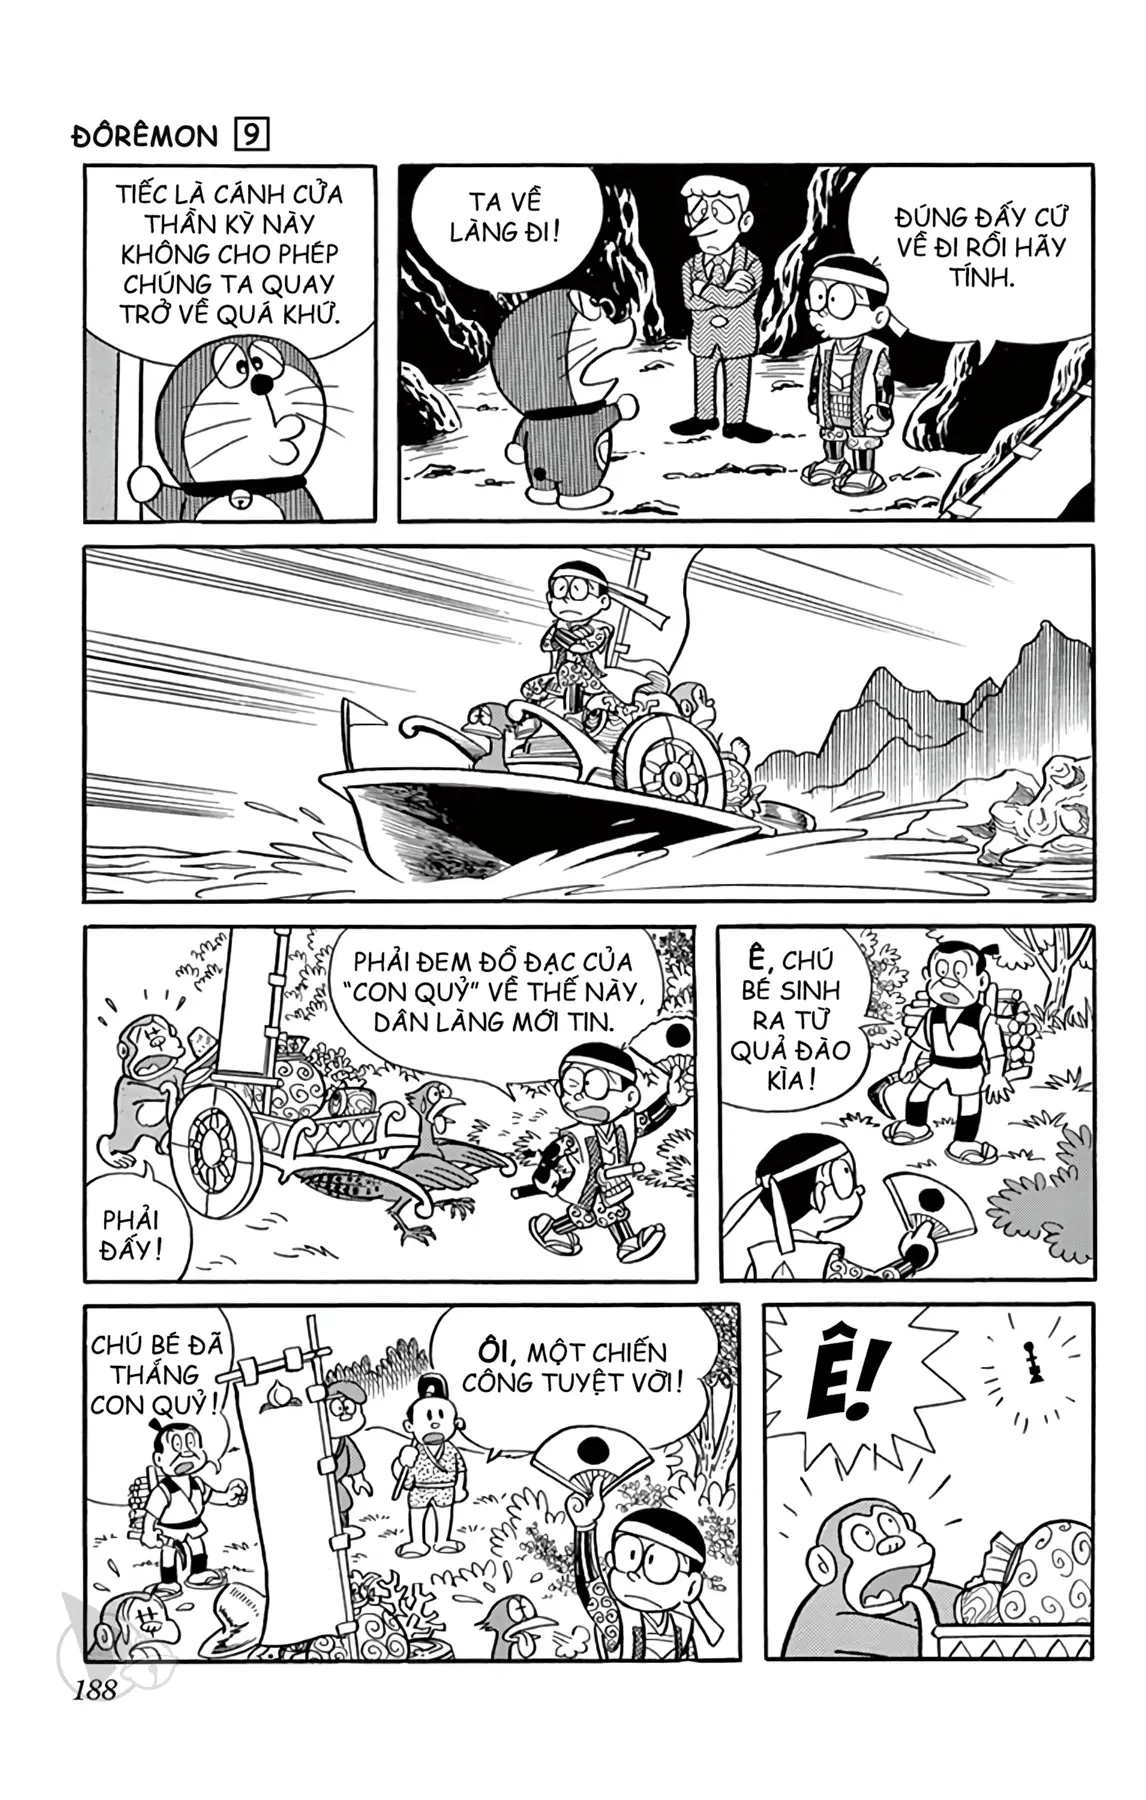 ĐÔRÊMON 9
TIẾC LÀ CÁNH CỬA
THẦN KỲ NÀY
KHÔNG CHO PHÉP
CHÚNG TA QUAY
TRỞ VỀ QUÁ KHỨ.
TA VỀ
LÀNG ĐI!
ĐÚNG ĐẤY CỨ
VỀ ĐI RỒI HÃY
TÍNH.
PHẢI ĐEM ĐỒ ĐẠC CỦA
“CON QUỶ” VỀ THẾ NÀY,
DÂN LÀNG MỚI TIN.
PHẢI
ĐẤY!
Ê, CHÚ
BÉ SINH
RA TỪ
QUẢ ĐÀO
KÌA!
CHÚ BÉ ĐÃ
THẮNG
CON QUỶ!
ÔI, MỘT CHIẾN
CÔNG TUYỆT VỜI!
Ê!
188